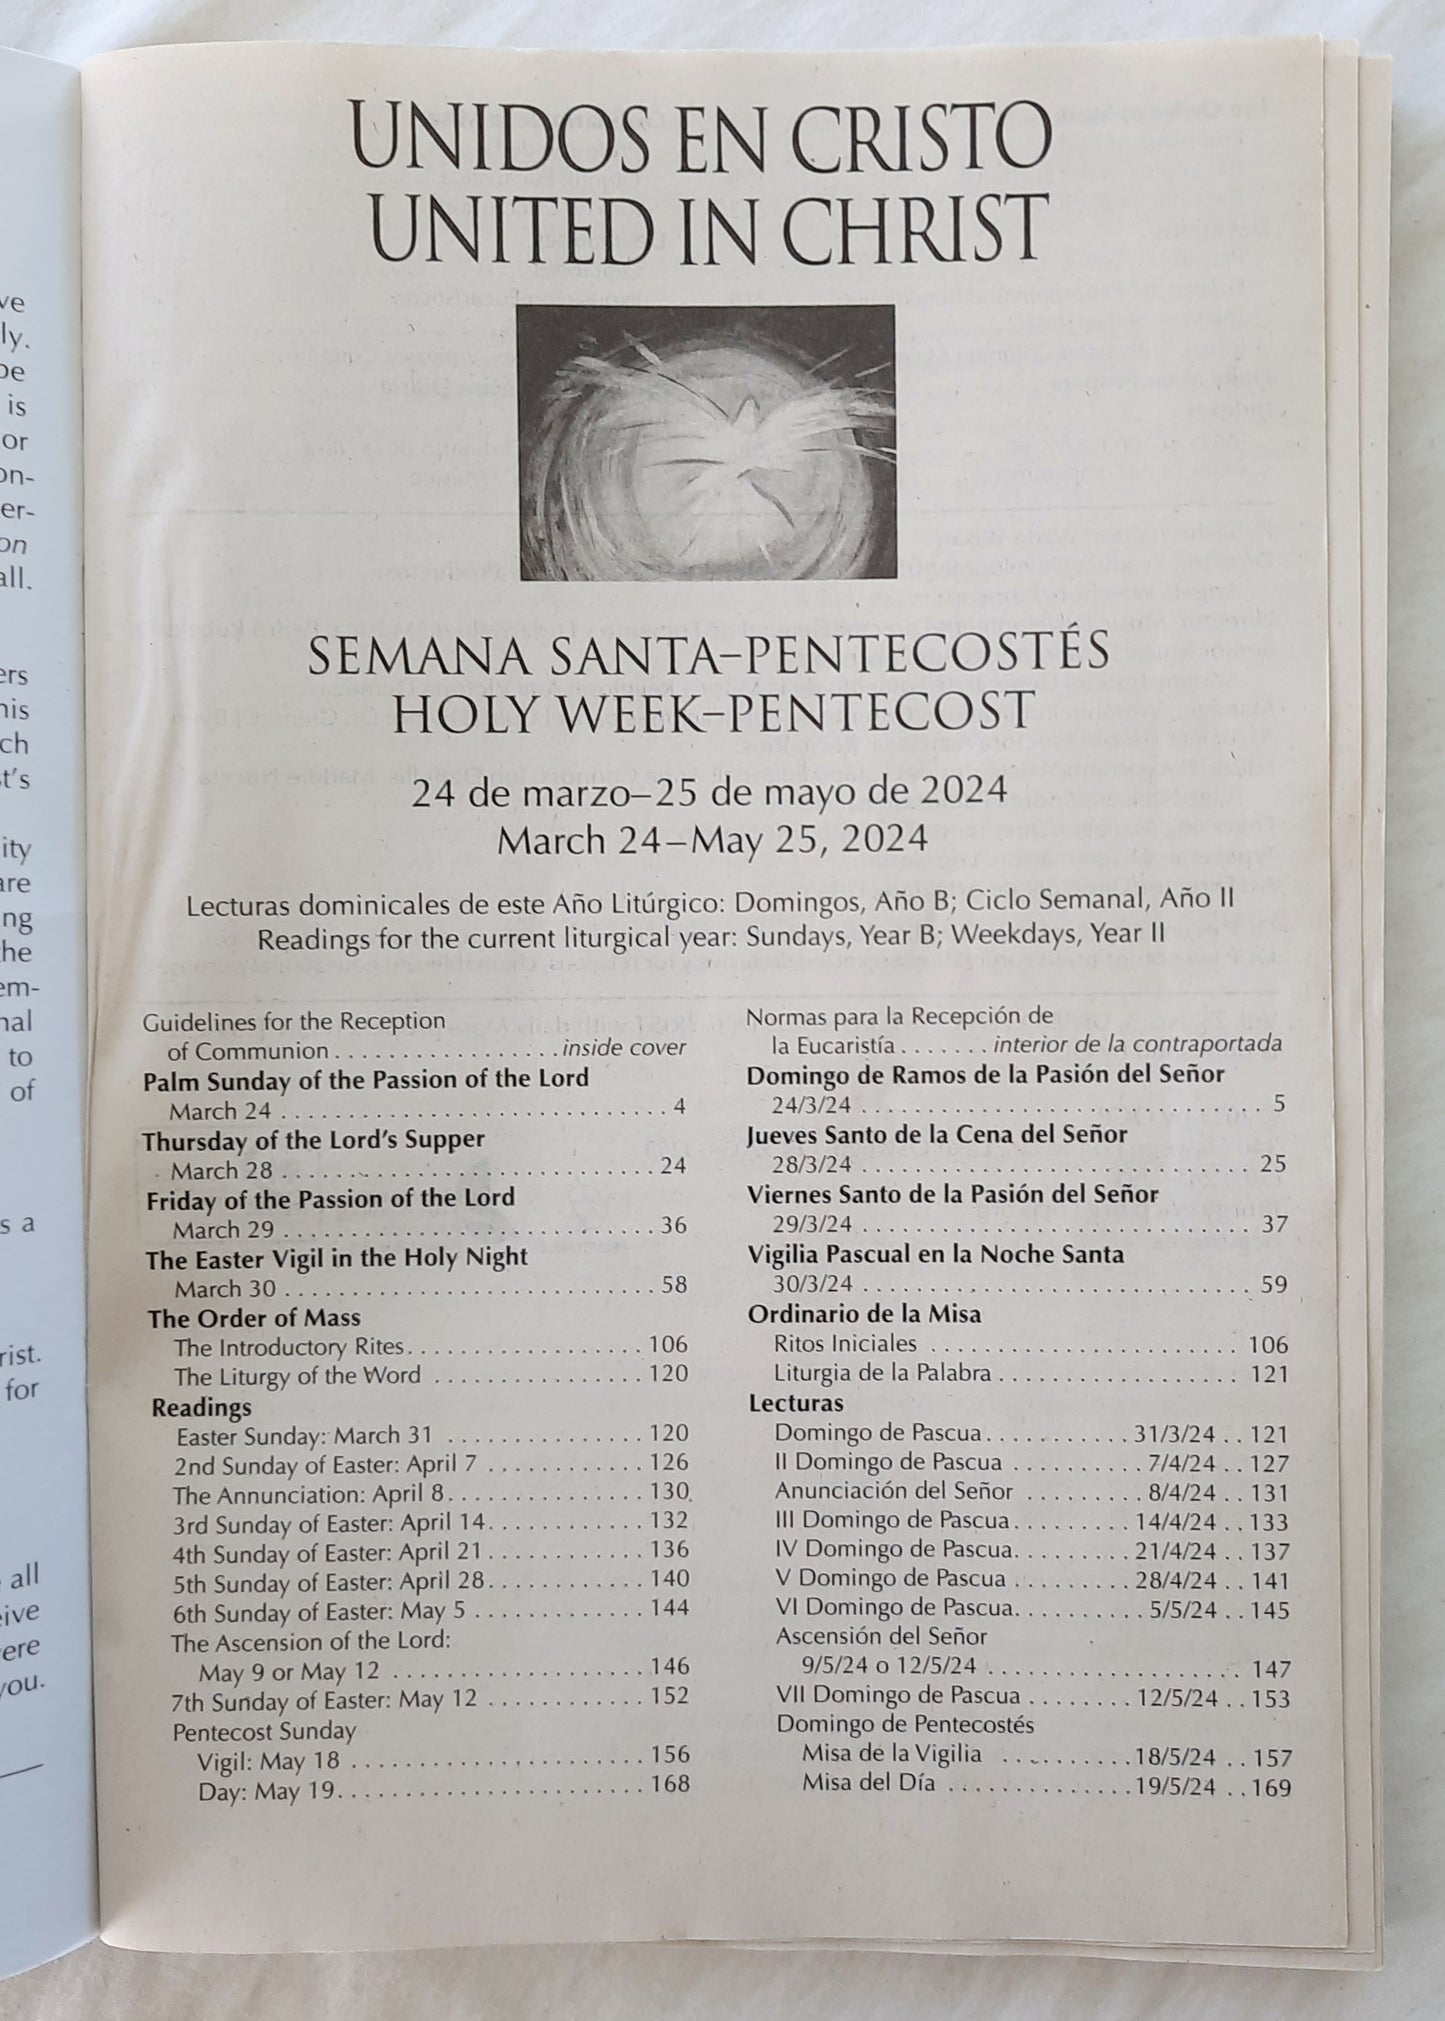 UNIDOS EN CRISTO
UNITED IN CHRIST
SEMANA SANTA–PENTECOSTÉS
HOLY WEEK–PENTECOST
24 de marzo–25 de mayo de 2024
March 24–May 25, 2024
Lecturas dominicales de este Año Litúrgico: Domingos, Año B; Ciclo Semanal, Año II
Readings for the current liturgical year: Sundays, Year B; Weekdays, Year II
Guidelines for the Reception
of Communion . . . . . . . . . . . . . . . . . inside cover
Palm Sunday of the Passion of the Lord
March 24 . . . . . . . . . . . . . . . . . . . . . . . . . . . . 4
Thursday of the Lord's Supper
March 28 . . . . . . . . . . . . . . . . . . . . . . . . . . . 24
Friday of the Passion of the Lord
March 29 . . . . . . . . . . . . . . . . . . . . . . . . . . . 36
The Easter Vigil in the Holy Night
March 30 . . . . . . . . . . . . . . . . . . . . . . . . . . . 58
The Order of Mass
The Introductory Rites . . . . . . . . . . . . . . . . . 106
The Liturgy of the Word . . . . . . . . . . . . . . . 120
Readings
Easter Sunday: March 31 . . . . . . . . . . . . . . 120
2nd Sunday of Easter: April 7 . . . . . . . . . . . 126
The Annunciation: April 8 . . . . . . . . . . . . . . 130
3rd Sunday of Easter: April 14 . . . . . . . . . . . 132
4th Sunday of Easter: April 21 . . . . . . . . . . . 136
5th Sunday of Easter: April 28 . . . . . . . . . . . 140
6th Sunday of Easter: May 5 . . . . . . . . . . . . 144
The Ascension of the Lord:
May 9 or May 12 . . . . . . . . . . . . . . . . . . 146
7th Sunday of Easter: May 12 . . . . . . . . . . . 152
Pentecost Sunday
Vigil: May 18 . . . . . . . . . . . . . . . . . . . . . 156
Day: May 19 . . . . . . . . . . . . . . . . . . . . . . 168
Normas para la Recepción de
la Eucaristía . . . . . . . interior de la contraportada
Domingo de Ramos de la Pasión del Señor
24/3/24 . . . . . . . . . . . . . . . . . . . . . . . . . . . . . 5
Jueves Santo de la Cena del Señor
28/3/24 . . . . . . . . . . . . . . . . . . . . . . . . . . . . 25
Viernes Santo de la Pasión del Señor
29/3/24 . . . . . . . . . . . . . . . . . . . . . . . . . . . . 37
Vigilia Pascual en la Noche Santa
30/3/24 . . . . . . . . . . . . . . . . . . . . . . . . . . . . 59
Ordinario de la Misa
Ritos Iniciales . . . . . . . . . . . . . . . . . . . . . . 106
Liturgia de la Palabra . . . . . . . . . . . . . . . . . 121
Lecturas
Domingo de Pascua . . . . . . . . . . 31/3/24 . . 121
II Domingo de Pascua . . . . . . . . . 7/4/24 . . 127
Anunciación del Señor . . . . . . . . . 8/4/24 . . 131
III Domingo de Pascua . . . . . . . . . 14/4/24 . . 133
IV Domingo de Pascua . . . . . . . . . 21/4/24 . . 137
V Domingo de Pascua . . . . . . . . . 28/4/24 . . 141
VI Domingo de Pascua . . . . . . . . . 5/5/24 . . 145
Ascensión del Señor
9/5/24 o 12/5/24 . . . . . . . . . . . . . . . . . . . 147
VII Domingo de Pascua . . . . . . . . 12/5/24 . . 153
Domingo de Pentecostés
Misa de la Vigilia . . . . . . . . . . 18/5/24 . . 157
Misa del Día . . . . . . . . . . . . . . 19/5/24 . . 169